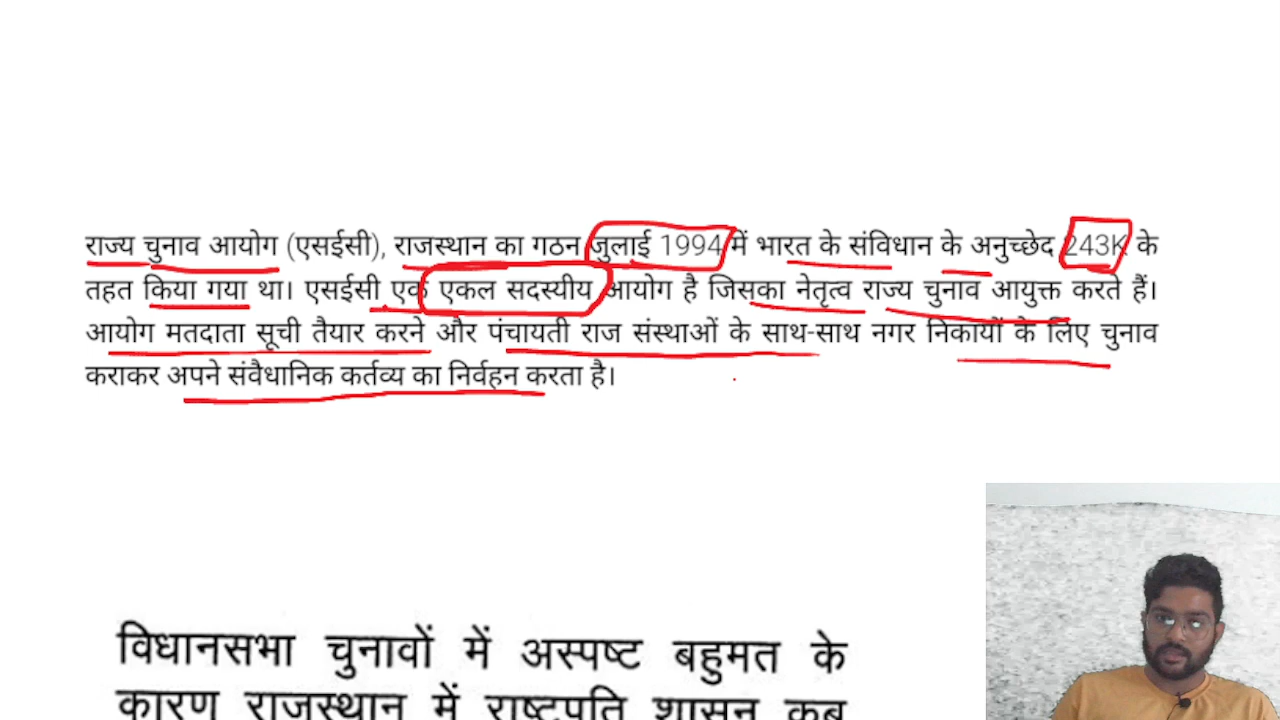 राज्य चुनाव आयोग (एसईसी), राजस्थान का गठन जुलाई 1994 में भारत के संविधान के अनुच्छेद 243K के
तहत किया गया था। एसईसी एक एकल सदस्यीय आयोग है जिसका नेतृत्व राज्य चुनाव आयुक्त करते हैं।
आयोग मतदाता सूची तैयार करने और पंचायती राज संस्थाओं के साथ-साथ नगर निकायों के लिए चुनाव
कराकर अपने संवैधानिक कर्तव्य का निर्वहन करता है।
विधानसभा चुनावों में अस्पष्ट बहुमत के
कारण राजस्थान में राष्ट्रपति शासन कब